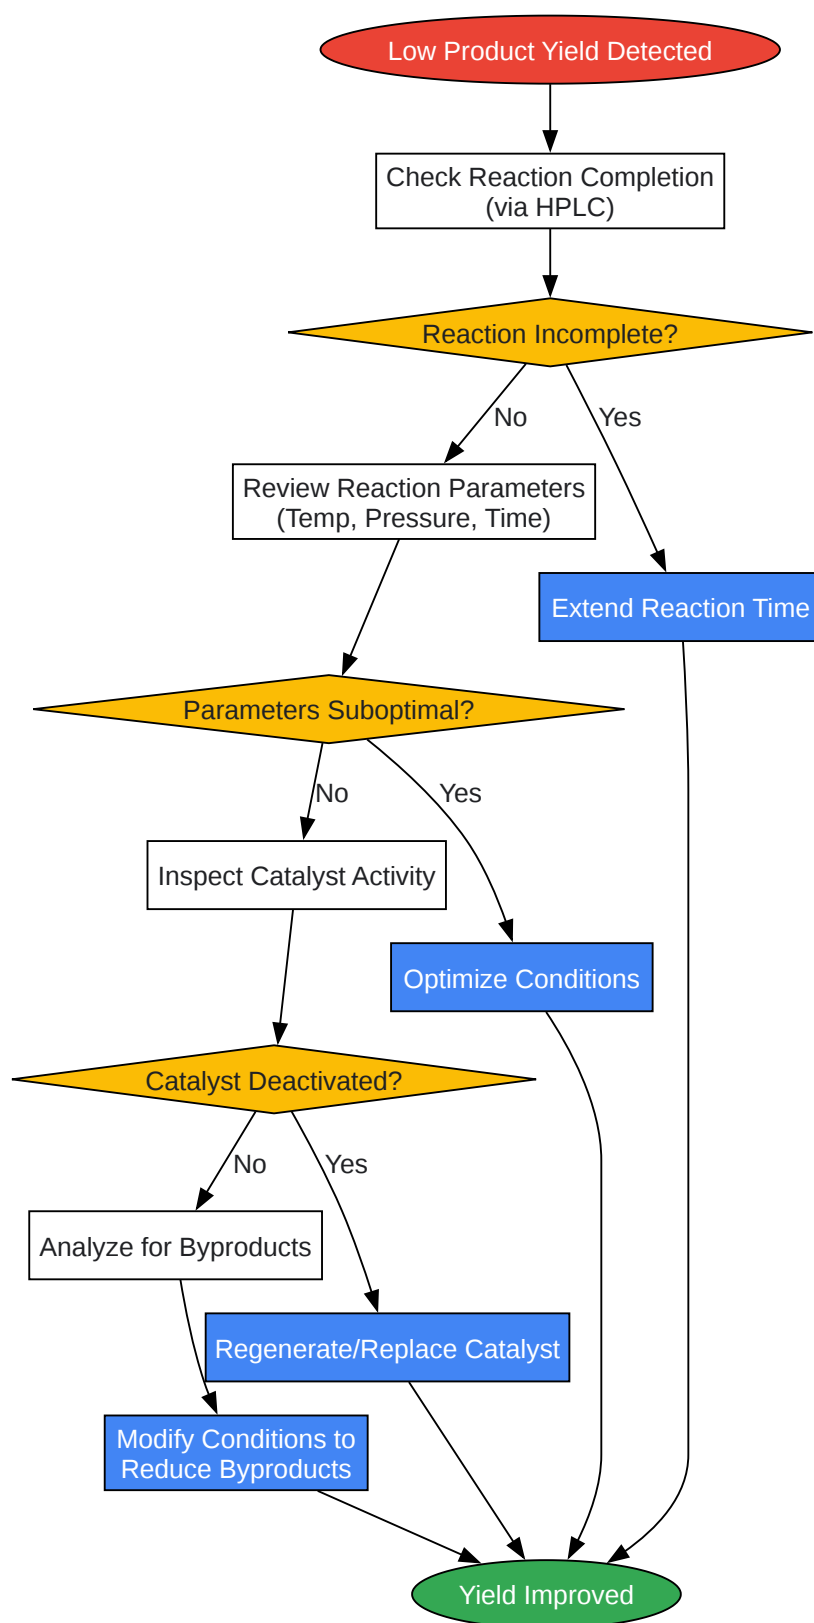 Low Product Yield Detected
Check Reaction Completion
(via HPLC)
Reaction Incomplete?
No
Yes
Review Reaction Parameters
(Temp, Pressure, Time)
Extend Reaction Time
Parameters Suboptimal?
No
Yes
Inspect Catalyst Activity
Optimize Conditions
Catalyst Deactivated?
No
Yes
Analyze for Byproducts
Regenerate/Replace Catalyst
Modify Conditions to
Reduce Byproducts
Yield Improved